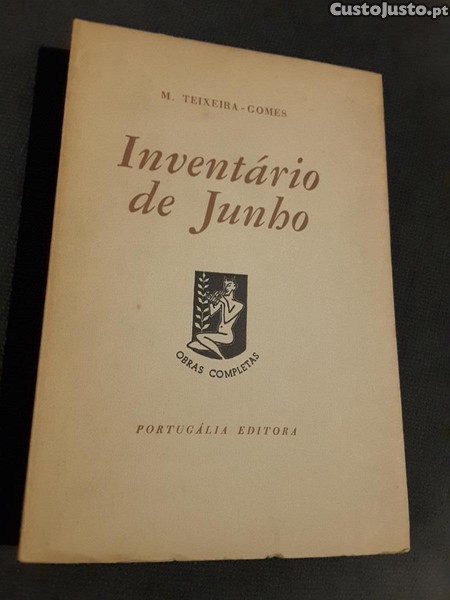 CustoJusto.pt
M. TEIXEIRA-GOMES
Inventário
de Junho
OBRAS COMPLETAS
PORTUGÁLIA EDITORA